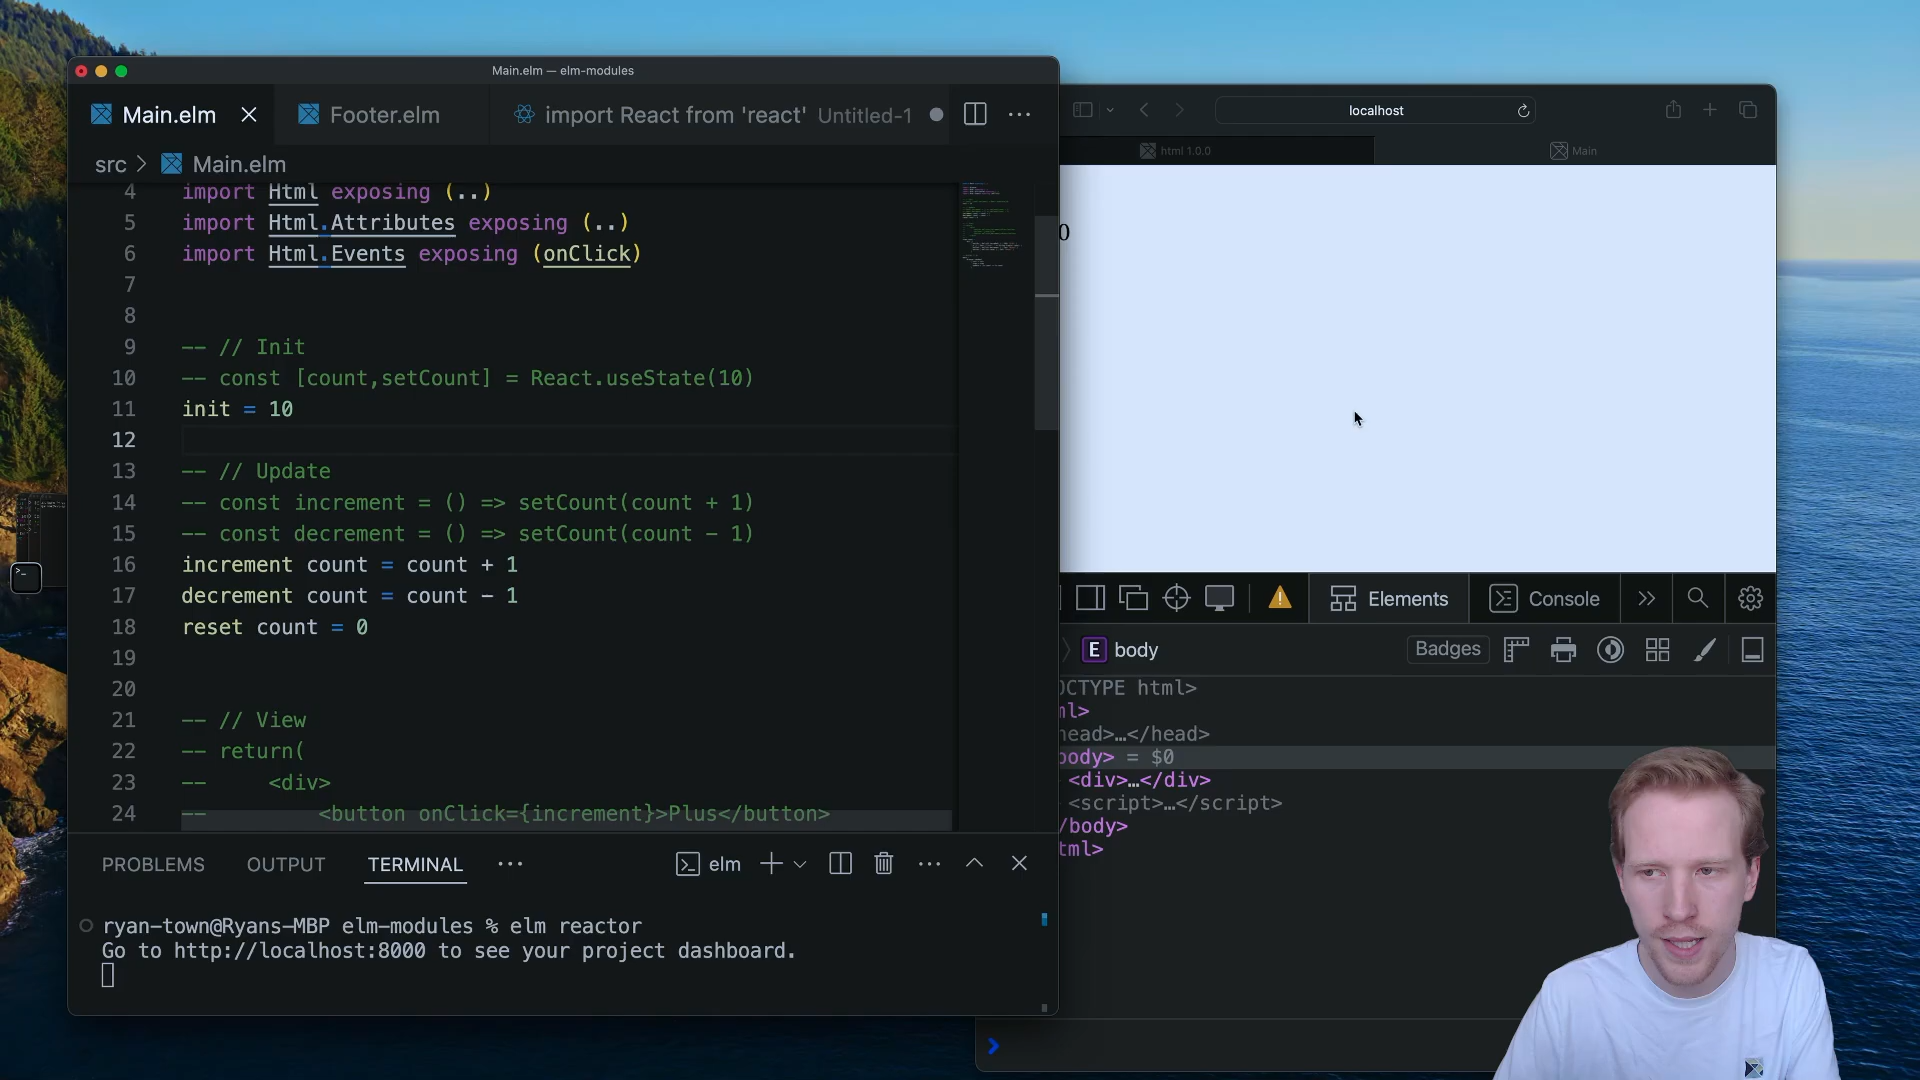 Main.elm — elm-modules
Main.elm
Footer.elm
import React from 'react' Untitled-1
src > Main.elm
4 import Html exposing (..)
5 import Html.Attributes exposing (..)
6 import Html.Events exposing (onClick)
7
8
9 -- // Init
10 -- const [count,setCount] = React.useState(10)
11 init = 10
12
13 -- // Update
14 -- const increment = () => setCount(count + 1)
15 -- const decrement = () => setCount(count - 1)
16 increment count = count + 1
17 decrement count = count - 1
18 reset count = 0
19
20
21 -- // View
22 -- return(
23 -- <div>
24 -- <button onClick={increment}>Plus</button>
PROBLEMS OUTPUT TERMINAL
elm
ryan-town@Ryans-MBP elm-modules % elm reactor
Go to http://localhost:8000 to see your project dashboard.
localhost
html 1.0.0
Main
0
Elements
Console
E body
Badges
OCTYPE html>
ml>
head>…</head>
body> = $0
<div>…</div>
<script>…</script>
/body>
tml>